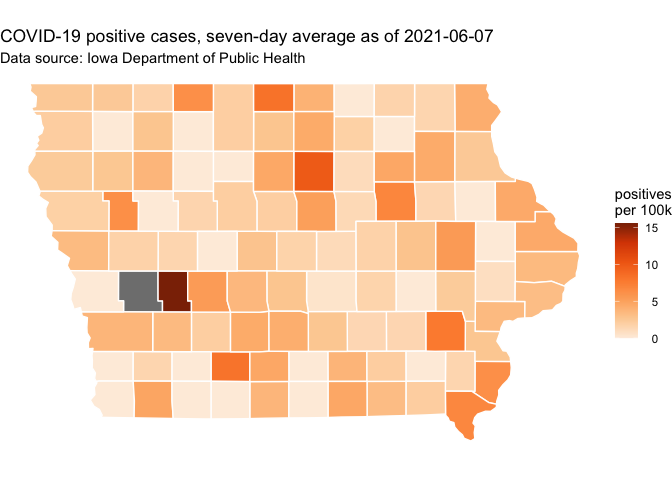 COVID-19 positive cases, seven-day average as of 2021-06-07
Data source: Iowa Department of Public Health
positives
per 100k
15
10
5
0